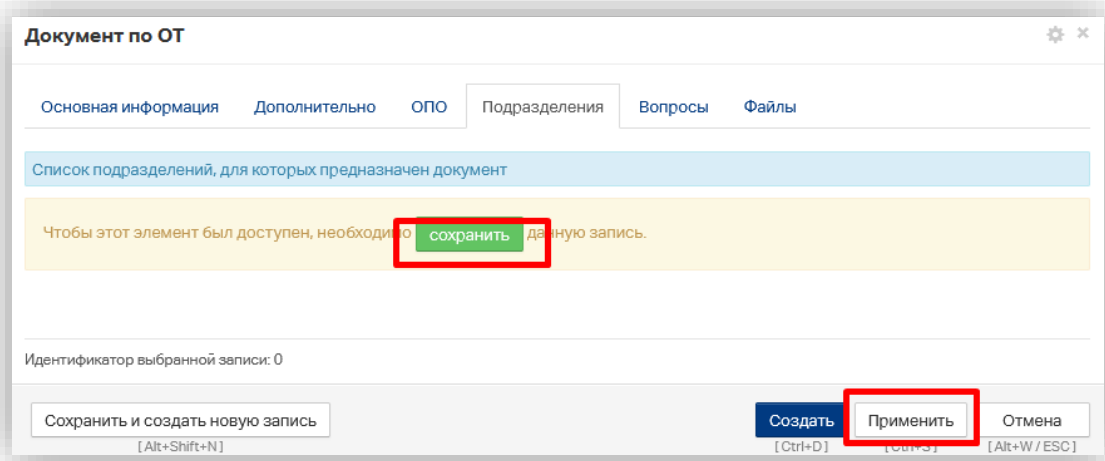 Документ по ОТ
Основная информация Дополнительно ОПО Подразделения Вопросы Файлы
Список подразделений, для которых предназначен документ
Чтобы этот элемент был доступен, необходимо сохранить данную запись.
Идентификатор выбранной записи: 0
Сохранить и создать новую запись Создать Применить Отмена
[Alt+Shift+N] [Ctrl+D] [Ctrl+S] [Alt+W / ESC]